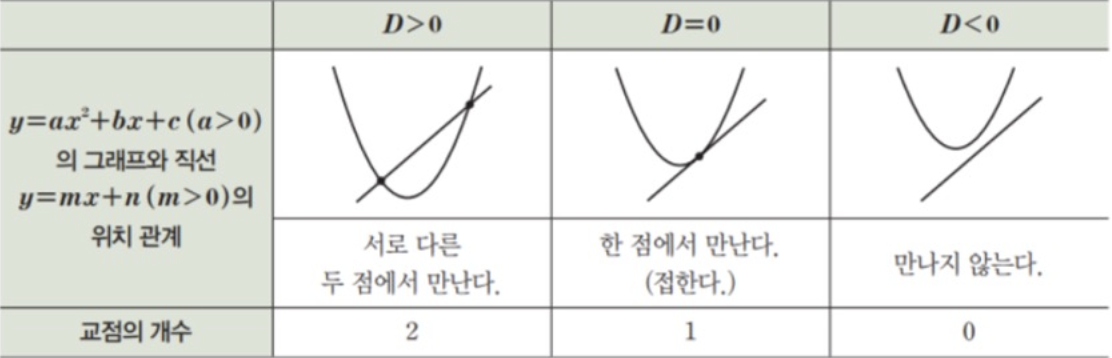 D>0 D=0 D<0
y=ax²+bx+c (a>0)
의 그래프와 직선
y=mx+n (m>0)의
위치 관계
서로 다른
두 점에서 만난다.
한 점에서 만난다.
(접한다.)
만나지 않는다.
교점의 개수 2 1 0